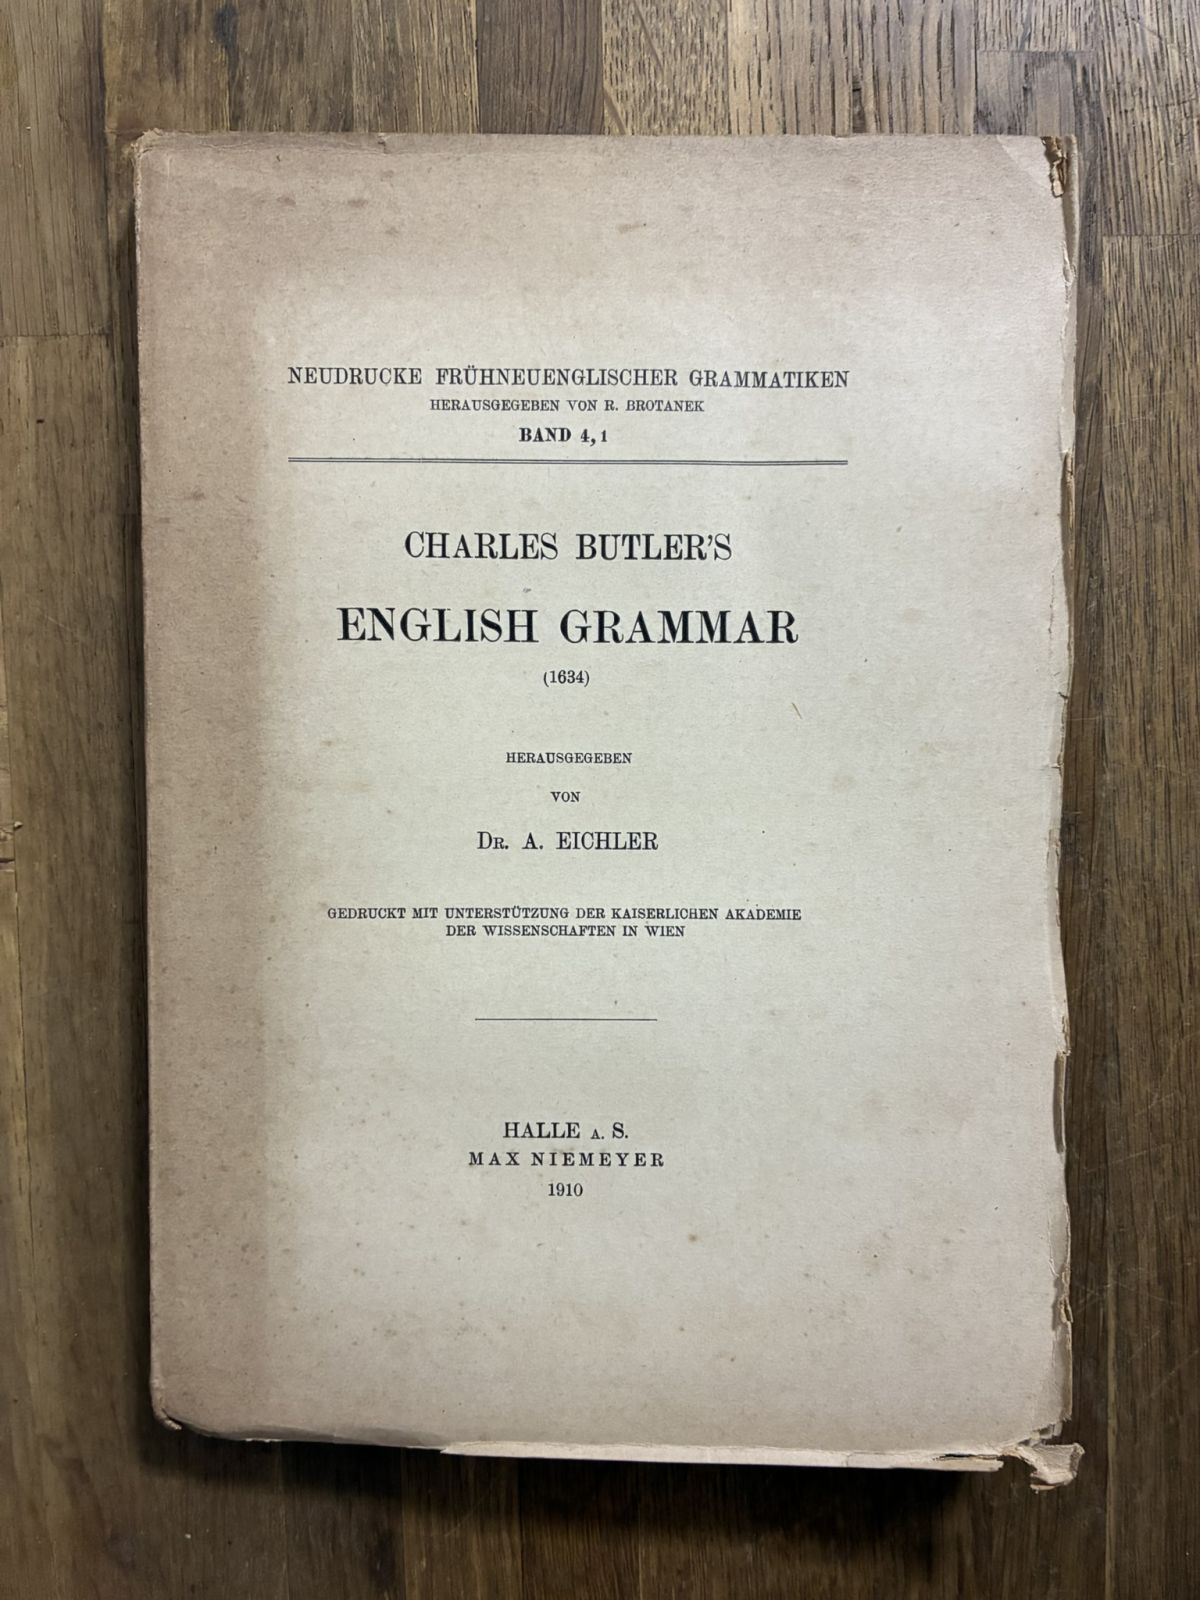 NEUDRUCKE FRÜHNEUENGLISCHER GRAMMATIKEN
HERAUSGEGEBEN VON R. BROTANEK
BAND 4, 1
CHARLES BUTLER'S
ENGLISH GRAMMAR
(1634)
HERAUSGEGEBEN
VON
DR. A. EICHLER
GEDRUCKT MIT UNTERSTÜTZUNG DER KAISERLICHEN AKADEMIE
DER WISSENSCHAFTEN IN WIEN
HALLE A. S.
MAX NIEMEYER
1910